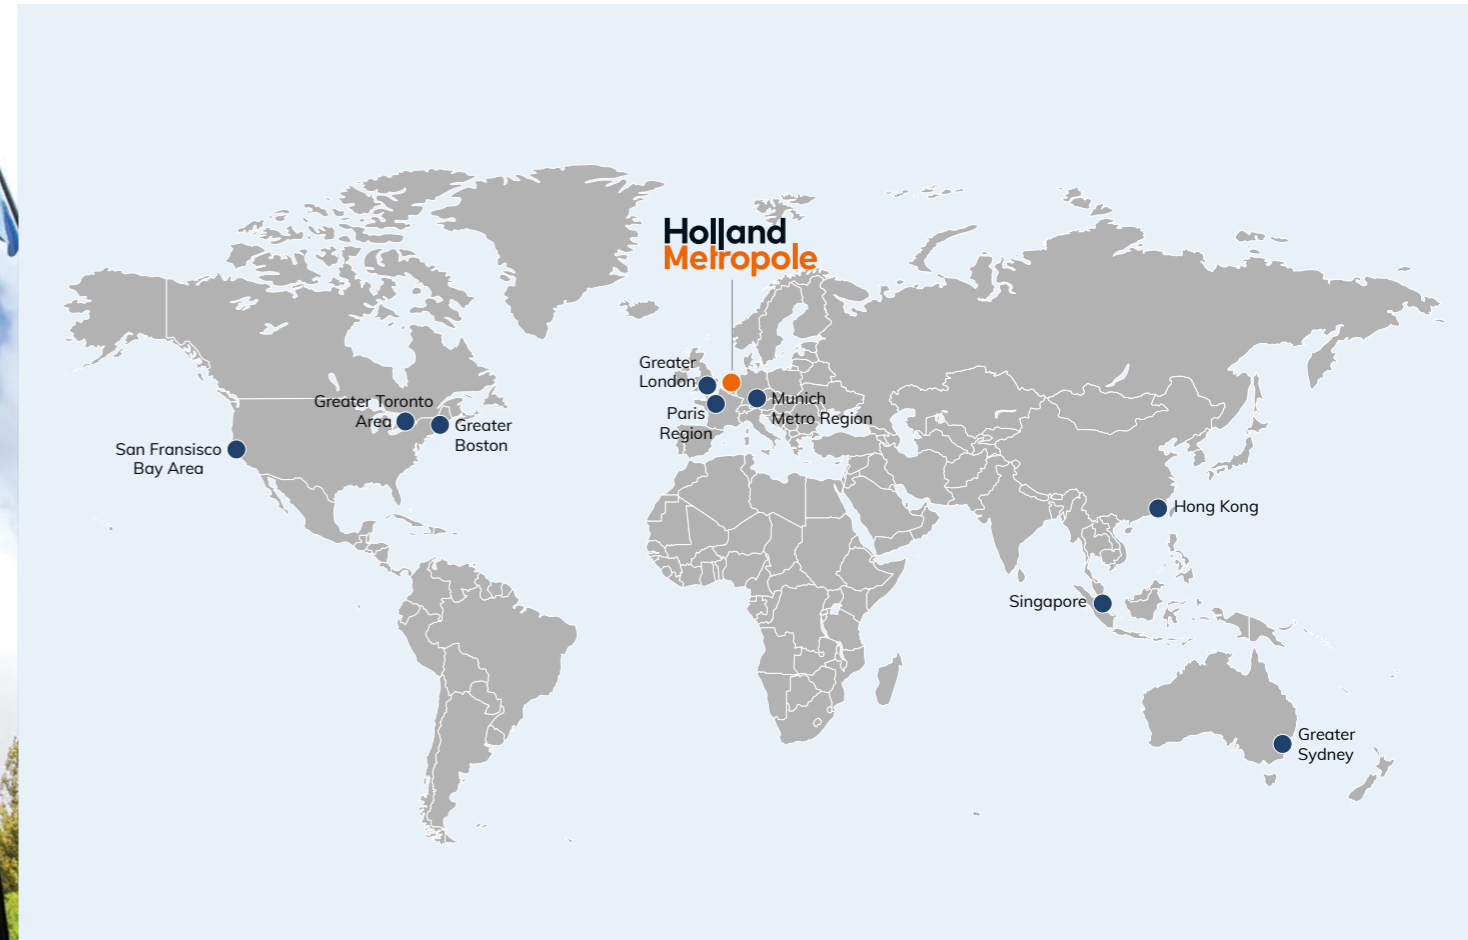 Holland
Metropole
Greater
London
Paris
Region
Munich
Metro Region
Greater Toronto
Area
Greater
Boston
San Fransisco
Bay Area
Hong Kong
Singapore
Greater
Sydney